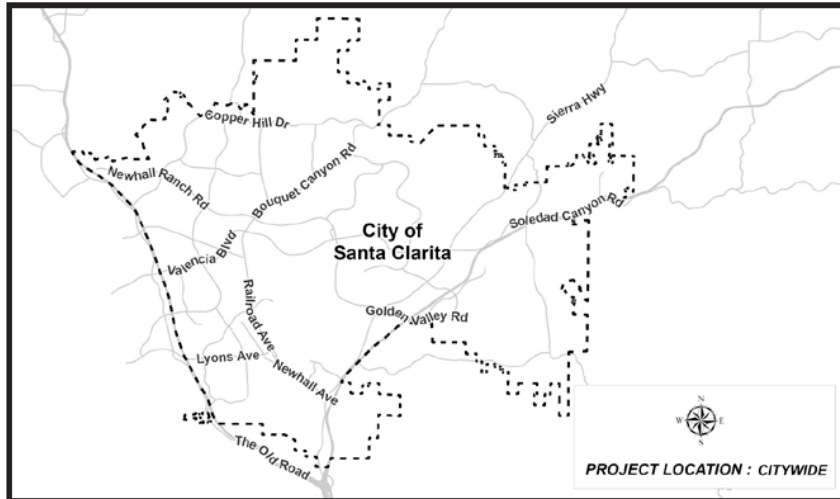 Sierra Hwy
Copper Hill Dr
Bouquet Canyon Rd
Newhall Ranch Rd
Soledad Canyon Rd
City of
Santa Clarita
Valencia Blvd
Railroad Ave
Golden Valley Rd
Lyons Ave
Newhall Ave
The Old Road
N
W E
S
PROJECT LOCATION : CITYWIDE